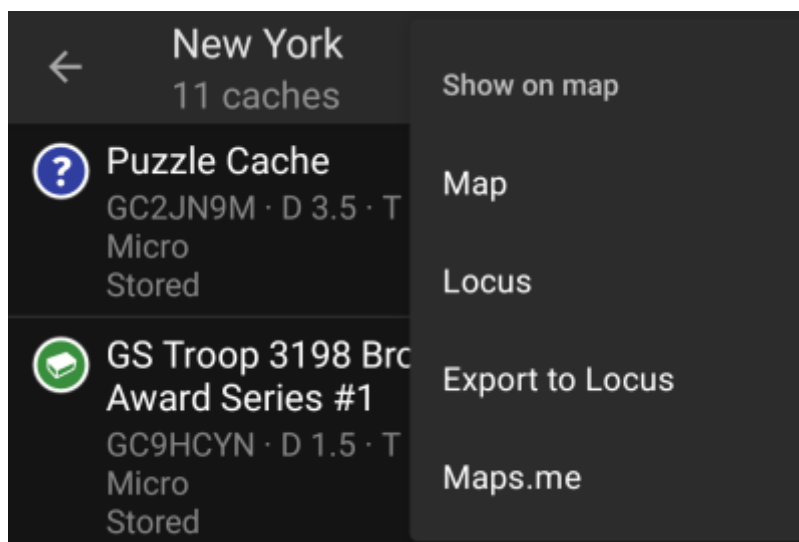 New York
11 caches
Show on map
Map
Locus
Export to Locus
Maps.me
?
Puzzle Cache
GC2JN9M · D 3.5 · T
Micro
Stored
GS Troop 3198 Bro
Award Series #1
GC9HCYN · D 1.5 · T
Micro
Stored